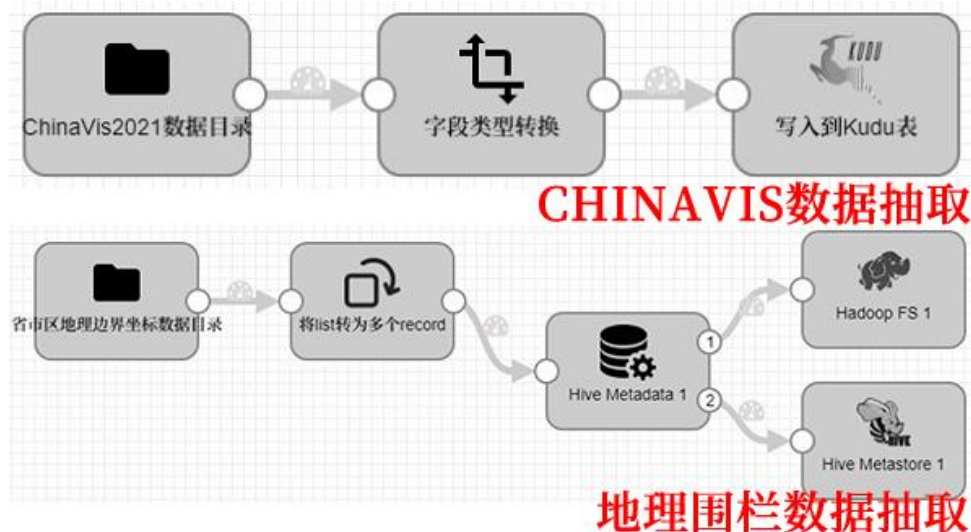 KUDU
ChinaVis2021数据目录
字段类型转换
写入到Kudu表
CHINAVIS数据抽取
省市区地理边界坐标数据目录
将list转为多个record
Hive Metadata 1
1
2
Hadoop FS 1
HIVE
Hive Metastore 1
地理围栏数据抽取